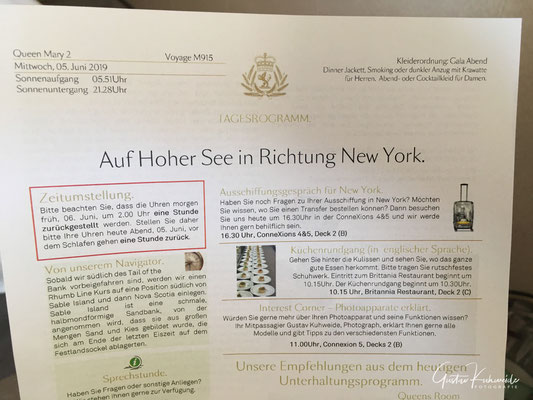 Queen Mary 2
Voyage M915
Mittwoch, 05. Juni 2019
Sonnenaufgang 05.51Uhr
Sonnenuntergang 21.28Uhr
Kleiderordnung: Gala Abend
Dinner Jackett, Smoking oder dunkler Anzug mit Krawatte
für Herren, Abend- oder Cocktailkleid für Damen.
TAGESROGRAMM.
Auf Hoher See in Richtung New York.
Zeitumstellung.
Bitte beachten Sie, dass die Uhren morgen
früh, 06. Juni, um 2.00 Uhr eine Stunde
zurückgestellt werden. Stellen Sie daher
bitte Ihre Uhren heute Abend, 05. Juni, vor
dem Schlafen gehen eine Stunde zurück.
Von unserem Navigator.
Sobald wir südlich des Tail of the
Bank vorbeigefahren sind, werden wir einen
Rhumb Line Kurs auf eine Position südlich von
Sable Island und dann Nova Scotia einlegen.
Sable Island ist eine schmale,
halbmondförmige Sandbank, von der
angenommen wird, dass sie aus großen
Mengen Sand und Kies gebildet wurde, die
sich am Ende der letzten Eiszeit auf dem
Festlandsockel ablagerten.
Sprechstunde.
Haben Sie Fragen oder sonstige Anliegen?
Ausschiffungsgespräch für New York.
Haben Sie noch Fragen zu Ihrer Ausschiffung in New York? Möchten
Sie wissen, wo Sie einen Transfer bestellen können? Dann besuchen
Sie uns heute um 16.30Uhr in der ConneXions 4&5 und wir werde
Ihnen gern behilflich sein.
16.30 Uhr, ConneXions 4&5, Deck 2 (B)
Küchenrundgang (in englischer Sprache).
Gehen Sie hinter die Kulissen und sehen Sie, wo das ganze
gute Essen herkommt. Bitte tragen Sie rutschfestes
Schuhwerk. Eintritt zum Britannia Restaurant beginnt um
10.15Uhr. Der Küchenrundgang beginnt um 10.30Uhr.
10.15 Uhr, Britannia Restaurant, Deck 2 (C)
Interest Corner - Photoapparate erklärt.
Würden Sie gerne mehr über Ihren Photoapparat und seine Funktionen wissen?
Ihr Mitpassagier Gustav Kuhweide, Photograph, erklärt Ihnen gerne alle
Modelle und gibt Tipps zu den verschiedensten Funktionen.
11.00Uhr, Connexion 5, Decks 2 (B)
Unsere Empfehlungen aus dem heutigen
Unterhaltungsprogramm.
Queens Room
Gustav Kuhweide
FOTOGRAFIE